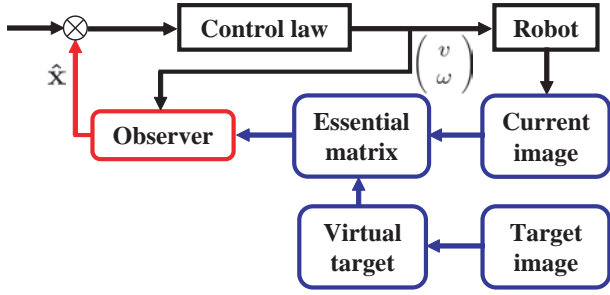 Control law
Robot
( v
ω )
x̂
Observer
Essential
matrix
Current
image
Virtual
target
Target
image